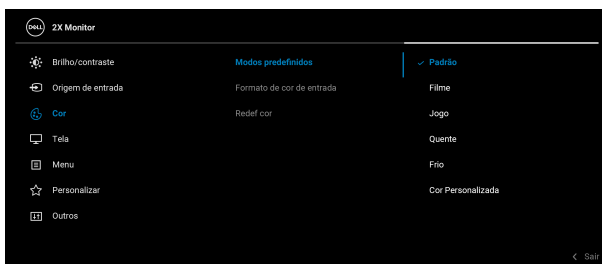 DELL 2X Monitor
Brilho/contraste
Modos predefinidos
Padrão
Origem de entrada
Formato de cor de entrada
Filme
Cor
Redef cor
Jogo
Tela
Quente
Menu
Frio
Personalizar
Cor Personalizada
Outros
Sair